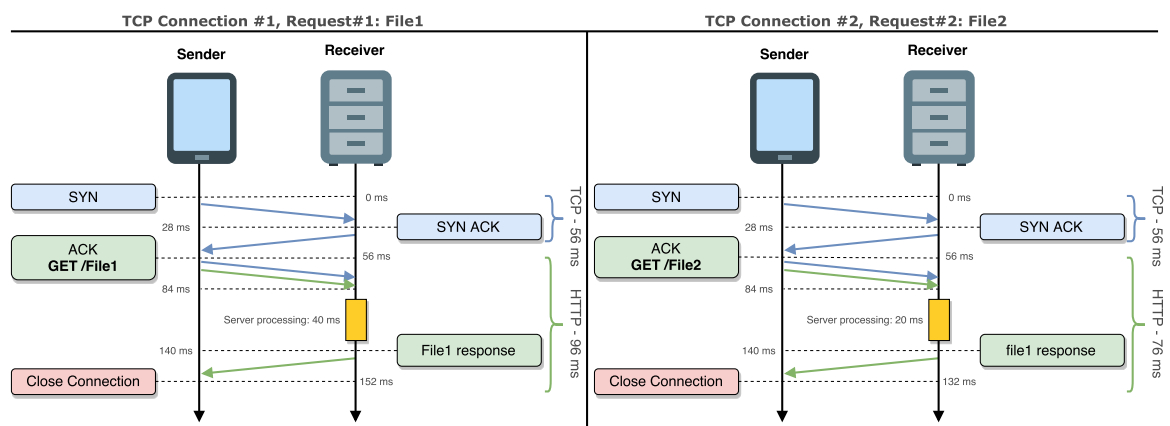 TCP Connection #1, Request#1: File1
Sender
Receiver
SYN
0 ms
28 ms
SYN ACK
TCP - 56 ms
ACK
GET /File1
56 ms
84 ms
Server processing: 40 ms
HTTP - 96 ms
140 ms
File1 response
Close Connection
152 ms
TCP Connection #2, Request#2: File2
Sender
Receiver
SYN
0 ms
28 ms
SYN ACK
TCP - 56 ms
ACK
GET /File2
56 ms
84 ms
Server processing: 20 ms
HTTP - 76 ms
140 ms
file1 response
Close Connection
132 ms